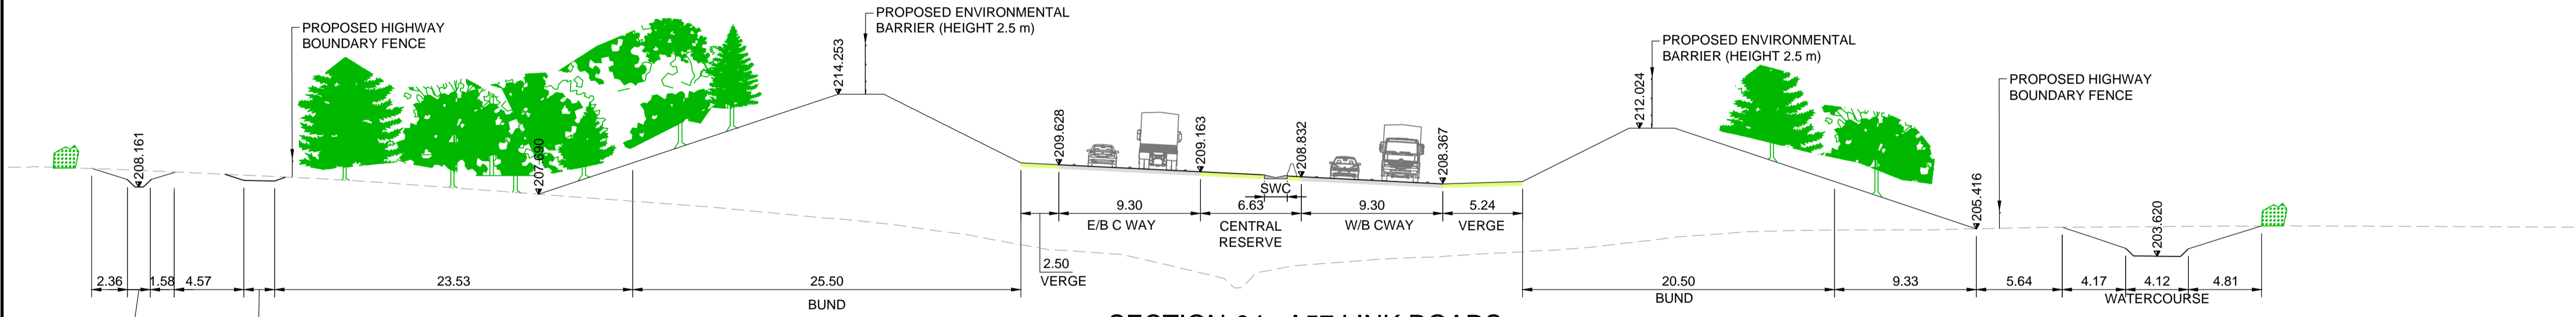 PROPOSED HIGHWAY
BOUNDARY FENCE
PROPOSED ENVIRONMENTAL
BARRIER (HEIGHT 2.5 m)
PROPOSED ENVIRONMENTAL
BARRIER (HEIGHT 2.5 m)
PROPOSED HIGHWAY
BOUNDARY FENCE
208.161
207.690
214.253
209.628
209.163
208.832
208.367
212.024
205.416
203.620
SWC
9.30
6.63
9.30
5.24
E/B C WAY
CENTRAL
RESERVE
W/B CWAY
VERGE
2.50
VERGE
2.36
1.58
4.57
23.53
25.50
BUND
20.50
BUND
9.33
5.64
4.17
4.12
4.81
WATERCOURSE